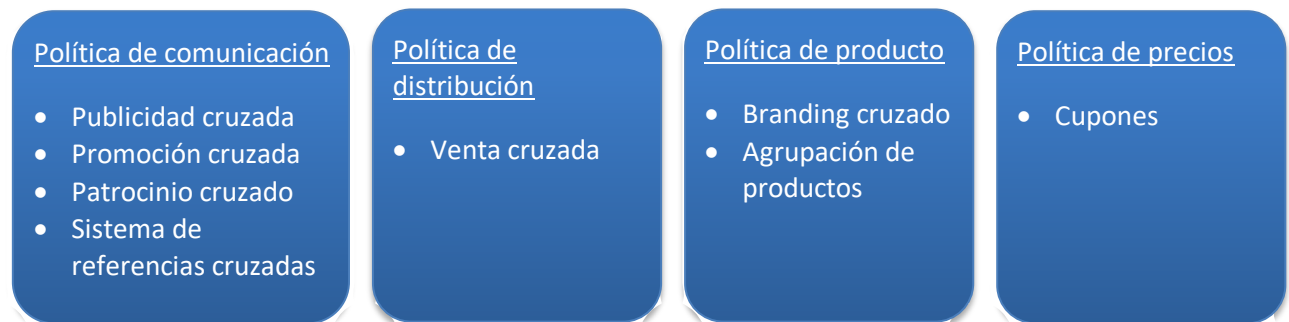 Política de comunicación
• Publicidad cruzada
• Promoción cruzada
• Patrocinio cruzado
• Sistema de
referencias cruzadas
Política de
distribución
• Venta cruzada
Política de producto
• Branding cruzado
• Agrupación de
productos
Política de precios
• Cupones